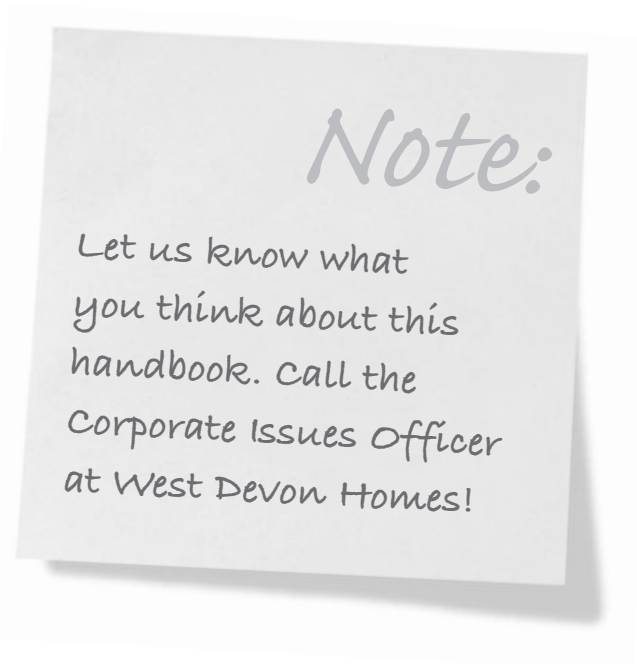 Note:
Let us know what
you think about this
handbook. Call the
Corporate Issues Officer
at West Devon Homes!